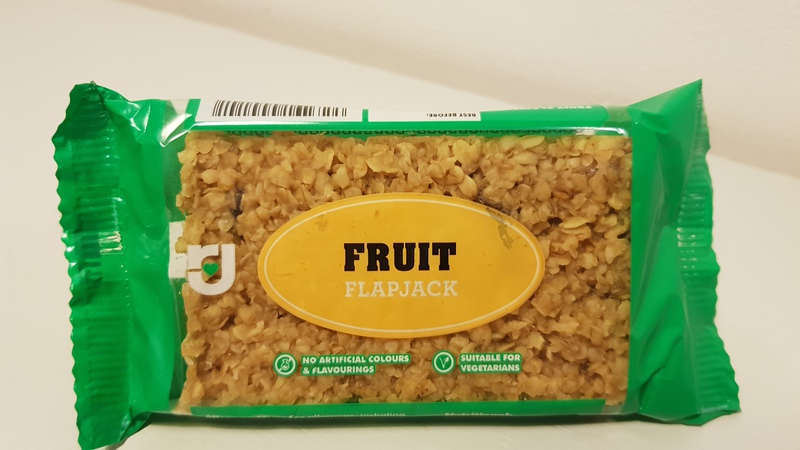 BEST BEFORE:
FRUIT
FLAPJACK
NO ARTIFICIAL COLOURS
& FLAVOURINGS
SUITABLE FOR
VEGETARIANS
V